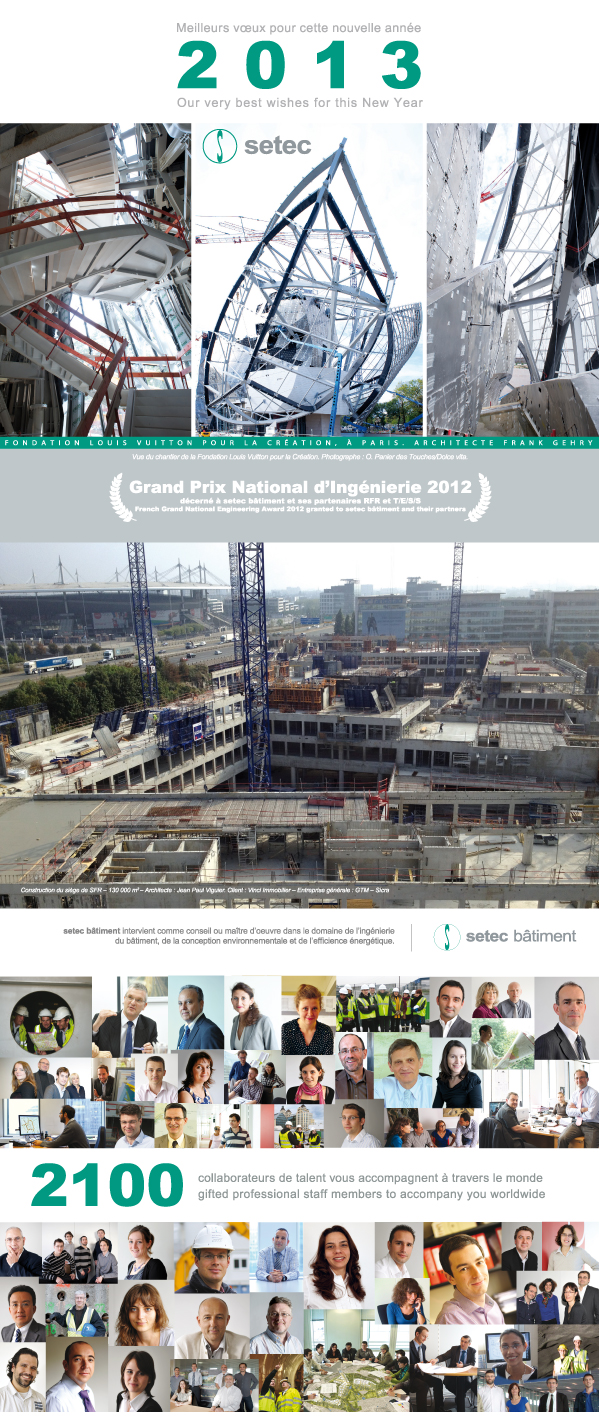 Meilleurs vœux pour cette nouvelle année
2013
Our very best wishes for this New Year
setec
FONDATION LOUIS VUITTON POUR LA CRÉATION, À PARIS. ARCHITECTE FRANK GEHRY
Vue du chantier de la Fondation Louis Vuitton pour la Création. Photographe : O. Panier des Touches/Dolce vita.
Grand Prix National d'Ingénierie 2012
décerné à setec bâtiment et ses partenaires RFR et T/E/S/S
French Grand National Engineering Award 2012 granted to setec bâtiment and their partners
Construction du siège de SFR – 130 000 m² – Architecte : Jean Paul Viguier. Client : Vinci Immobilier – Entreprise générale : GTM – Sicra
setec bâtiment intervient comme conseil ou maître d'oeuvre dans le domaine de l'ingénierie
du bâtiment, de la conception environnementale et de l'efficience énergétique.
setec bâtiment
2100
collaborateurs de talent vous accompagnent à travers le monde
gifted professional staff members to accompany you worldwide